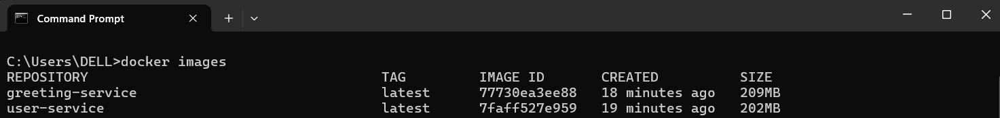 Command Prompt
C:\Users\DELL>docker images
REPOSITORY TAG IMAGE ID CREATED SIZE
greeting-service latest 77730ea3ee88 18 minutes ago 209MB
user-service latest 7faff527e959 19 minutes ago 202MB